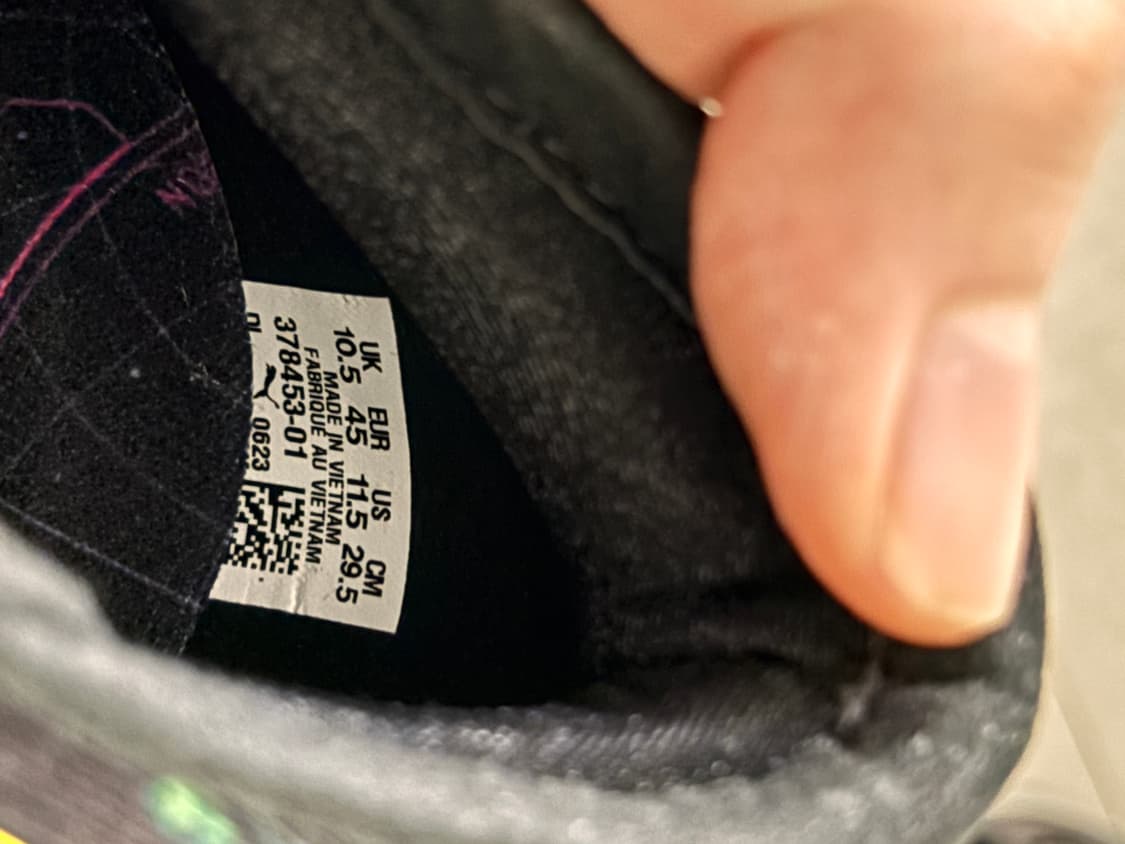 UK EUR US CM
10.5 45 11.5 29.5
MADE IN VIETNAM
FABRIQUE AU VIETNAM
378453-01
0623